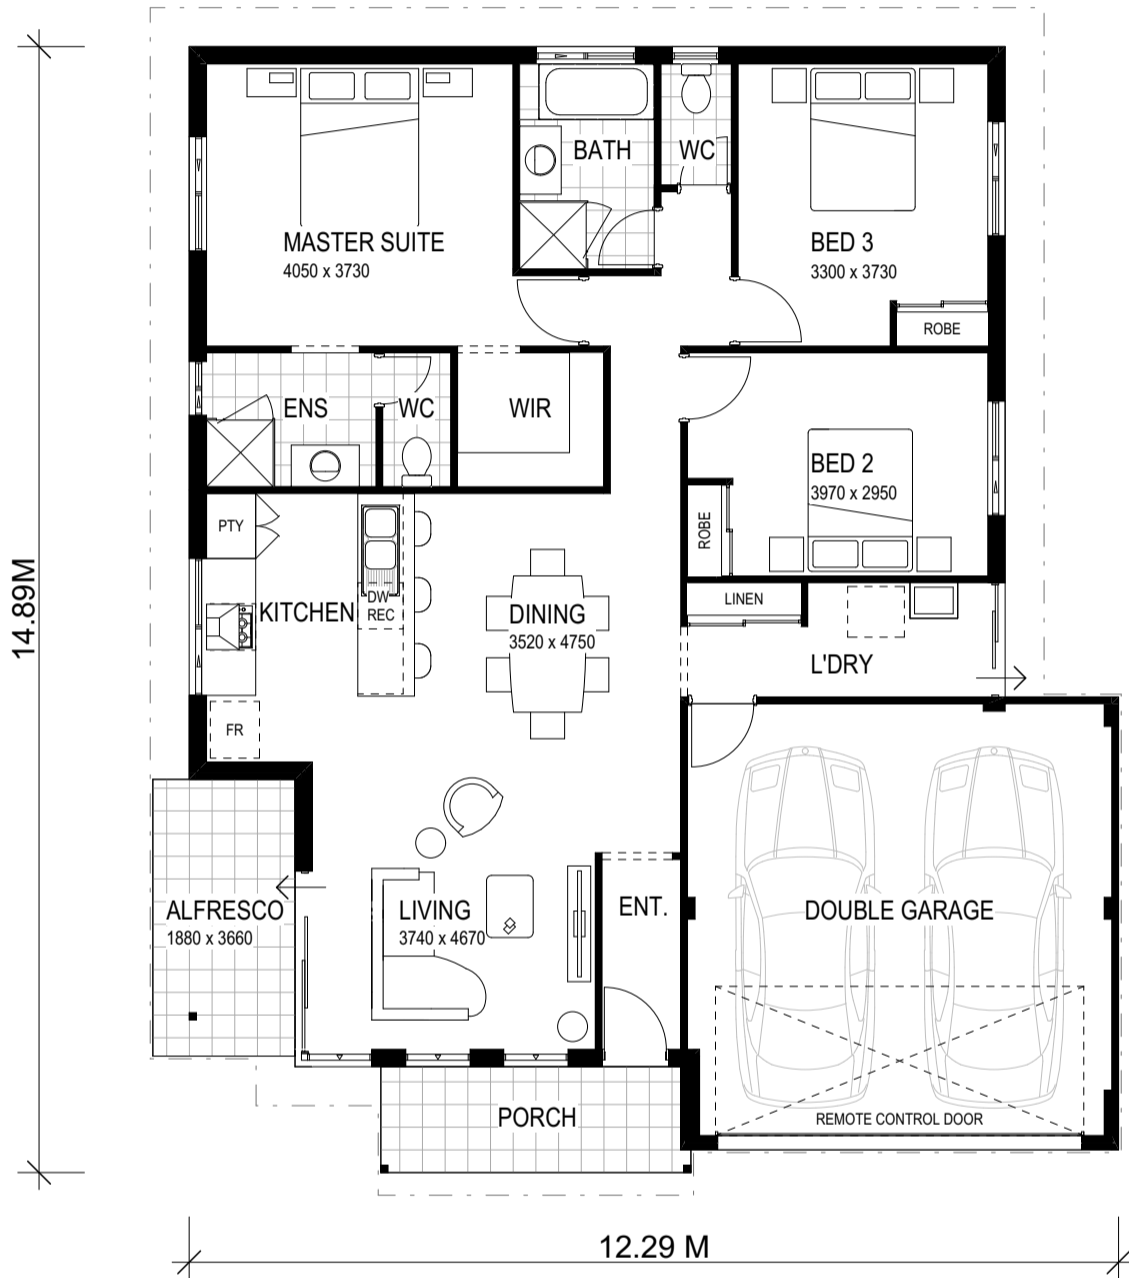 BATH
WC
MASTER SUITE
4050 x 3730
BED 3
3300 x 3730
ROBE
ENS
WC
WIR
BED 2
3970 x 2950
ROBE
PTY
KITCHEN
DW
REC
DINING
3520 x 4750
LINEN
L'DRY
FR
14.89M
ALFRESCO
1880 x 3660
LIVING
3740 x 4670
ENT.
DOUBLE GARAGE
PORCH
REMOTE CONTROL DOOR
12.29 M